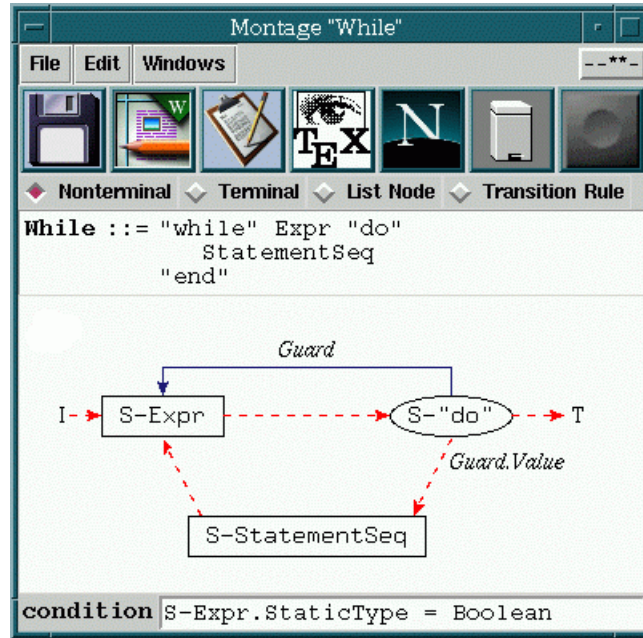 Montage "While"
File Edit Windows
--**-
W TEX N
Nonterminal Terminal List Node Transition Rule
While ::= "while" Expr "do"
StatementSeq
"end"
Guard
I S-Expr S-"do" T
Guard.Value
S-StatementSeq
condition S-Expr.StaticType = Boolean